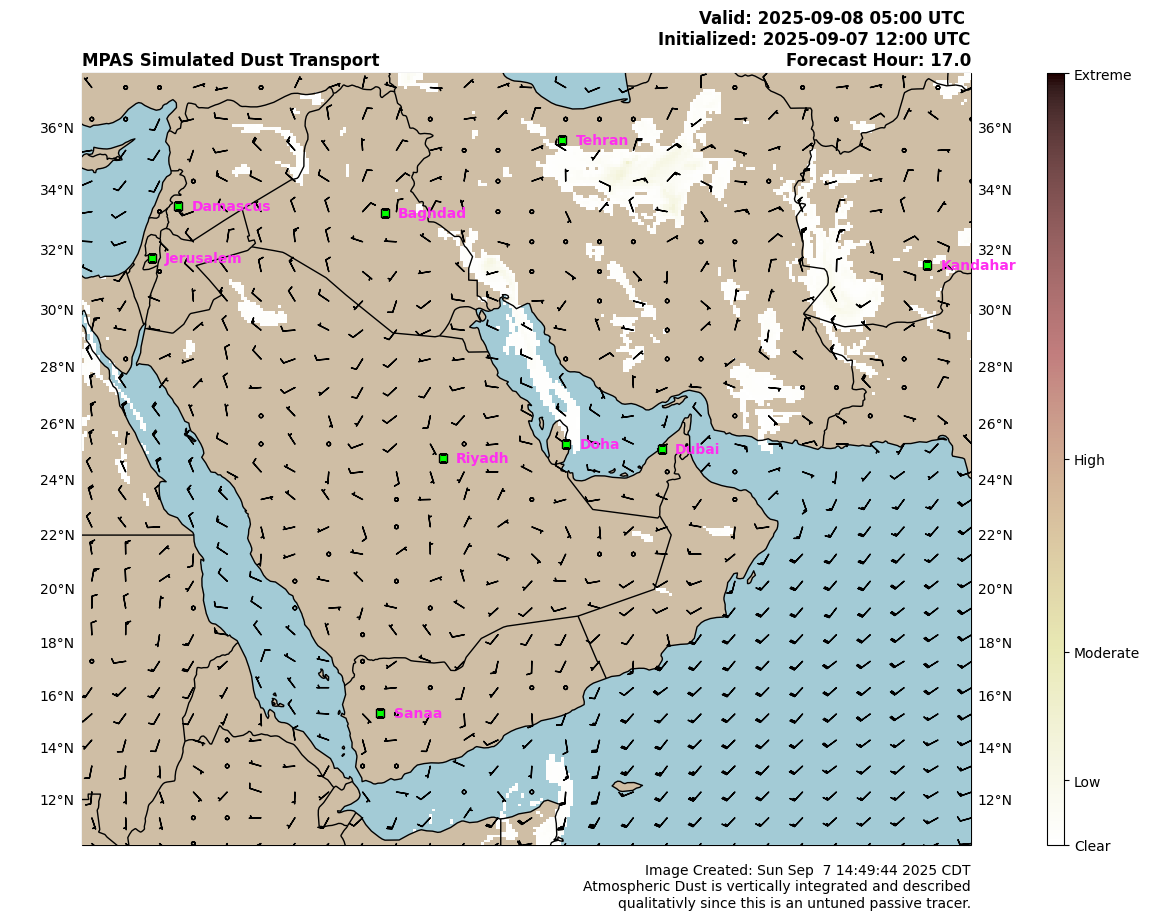 Valid: 2025-09-08 05:00 UTC
Initialized: 2025-09-07 12:00 UTC
MPAS Simulated Dust Transport Forecast Hour: 17.0
Extreme
36°N 36°N
Tehran
34°N 34°N
Damascus
Baghdad
32°N 32°N
Jerusalem
Kandahar
30°N 30°N
28°N 28°N
26°N 26°N
Doha
Dubai
Riyadh
High
24°N 24°N
22°N 22°N
20°N 20°N
18°N 18°N
Moderate
16°N 16°N
Sanaa
14°N 14°N
Low
12°N 12°N
Clear
Image Created: Sun Sep 7 14:49:44 2025 CDT
Atmospheric Dust is vertically integrated and described
qualitativly since this is an untuned passive tracer.